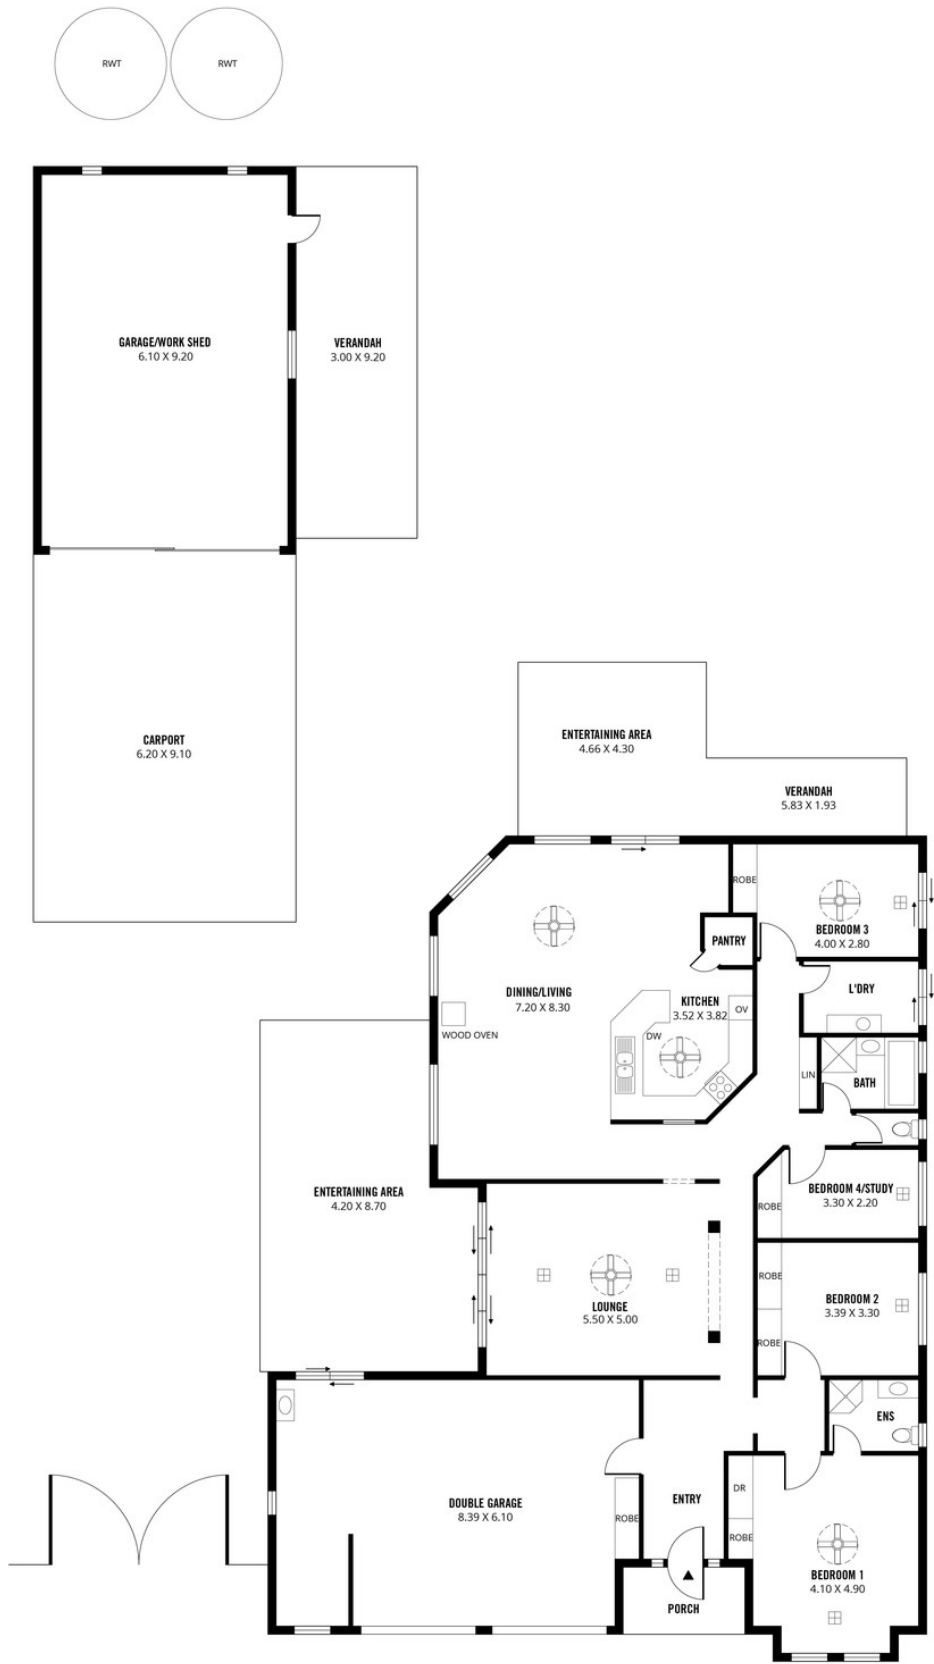 RWT
RWT
GARAGE/WORK SHED
6.10 X 9.20
VERANDAH
3.00 X 9.20
CARPORT
6.20 X 9.10
ENTERTAINING AREA
4.66 X 4.30
VERANDAH
5.83 X 1.93
ROBE
BEDROOM 3
4.00 X 2.80
PANTRY
DINING/LIVING
7.20 X 8.30
KITCHEN
3.52 X 3.82
OV
L'DRY
WOOD OVEN
DW
LIN
BATH
ENTERTAINING AREA
4.20 X 8.70
BEDROOM 4/STUDY
3.30 X 2.20
ROBE
ROBE
LOUNGE
5.50 X 5.00
BEDROOM 2
3.39 X 3.30
ROBE
ENS
DOUBLE GARAGE
8.39 X 6.10
ENTRY
DR
ROBE
ROBE
BEDROOM 1
4.10 X 4.90
PORCH